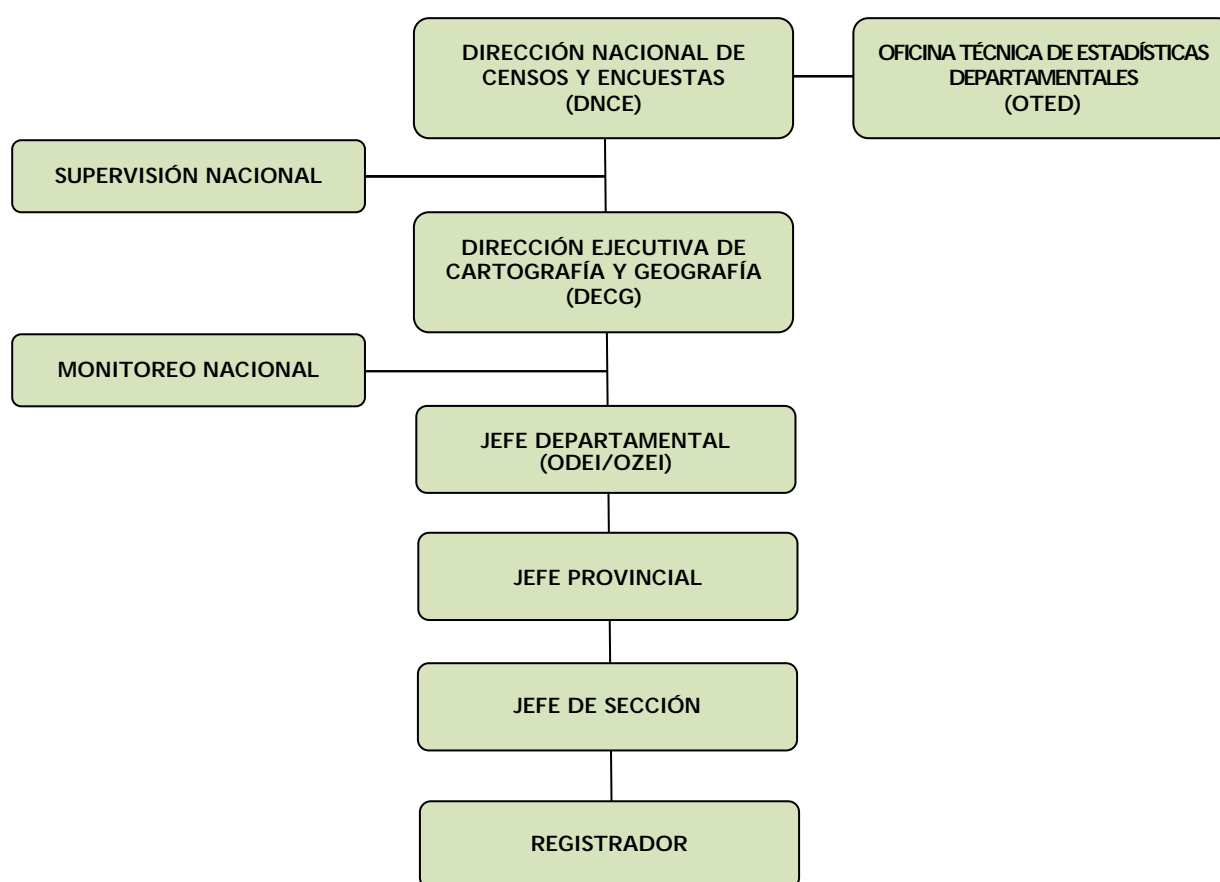 DIRECCIÓN NACIONAL DE
CENSOS Y ENCUESTAS
(DNCE)
OFICINA TÉCNICA DE ESTADÍSTICAS
DEPARTAMENTALES
(OTED)
SUPERVISIÓN NACIONAL
DIRECCIÓN EJECUTIVA DE
CARTOGRAFÍA Y GEOGRAFÍA
(DECG)
MONITOREO NACIONAL
JEFE DEPARTAMENTAL
(ODEI/OZEI)
JEFE PROVINCIAL
JEFE DE SECCIÓN
REGISTRADOR